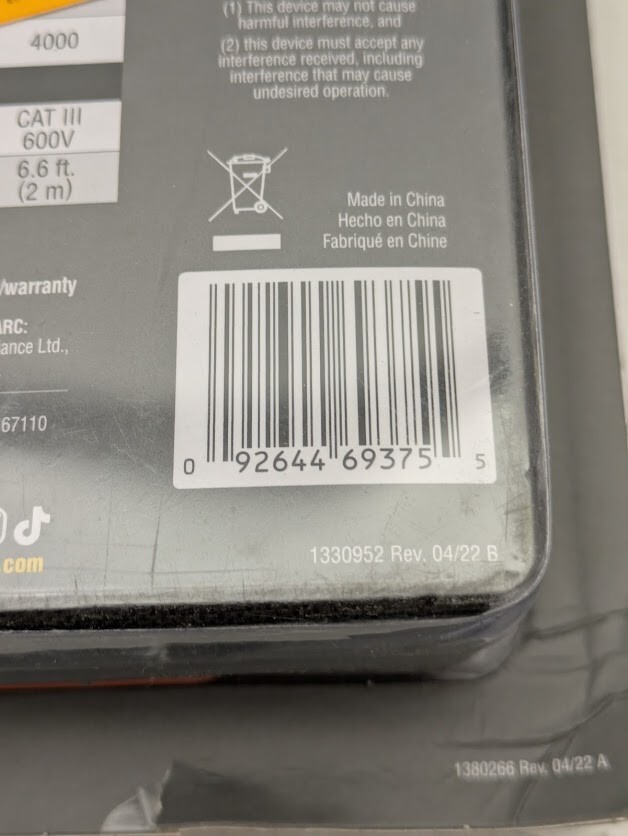 (1) This device may not cause
harmful interference, and
(2) this device must accept any
interference received, including
interference that may cause
undesired operation.
4000
CAT III
600V
6.6 ft.
(2 m)
Made in China
Hecho en China
Fabriqué en Chine
/warranty
ARC:
ance Ltd.,
67110
0 92644 69375 5
.com
1330952 Rev. 04/22 B
1380266 Rev. 04/22 A